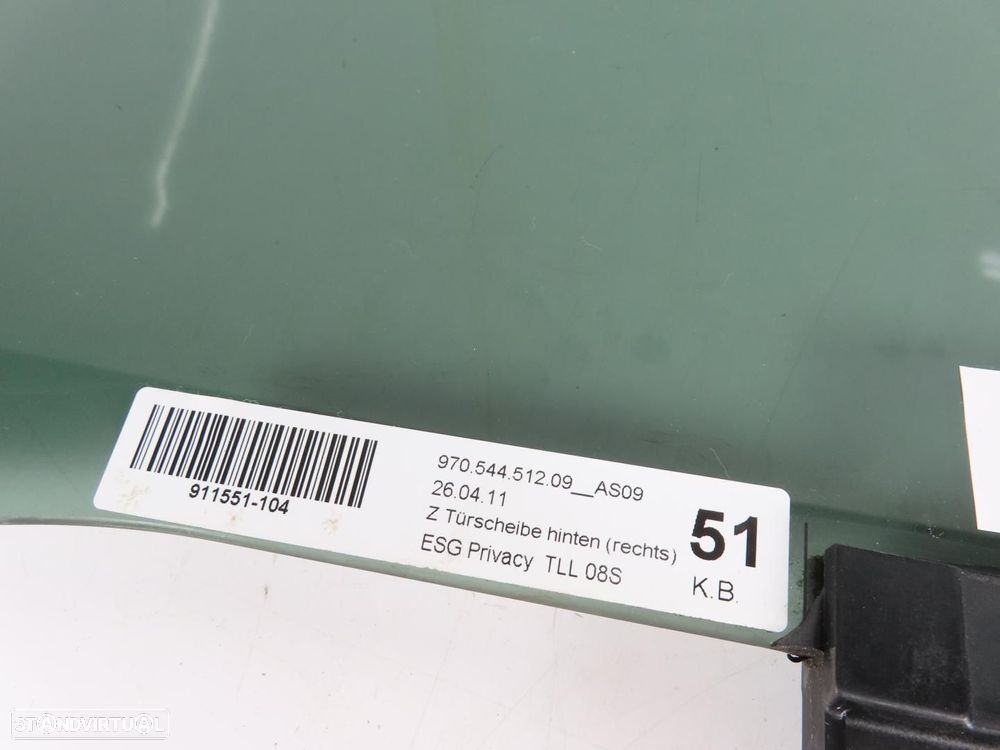 911551-104
970.544.512.09__AS09
26.04.11
Z Türscheibe hinten (rechts)
ESG Privacy TLL 08S
51
K.B.
STANDVIRTUAL